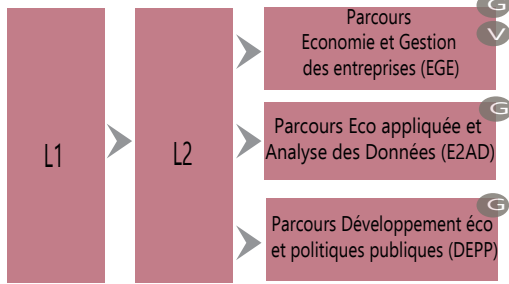 L1
L2
Parcours
Economie et Gestion
des entreprises (EGE)
G
V
Parcours Eco appliquée et
Analyse des Données (E2AD)
G
Parcours Développement éco
et politiques publiques (DEPP)
G